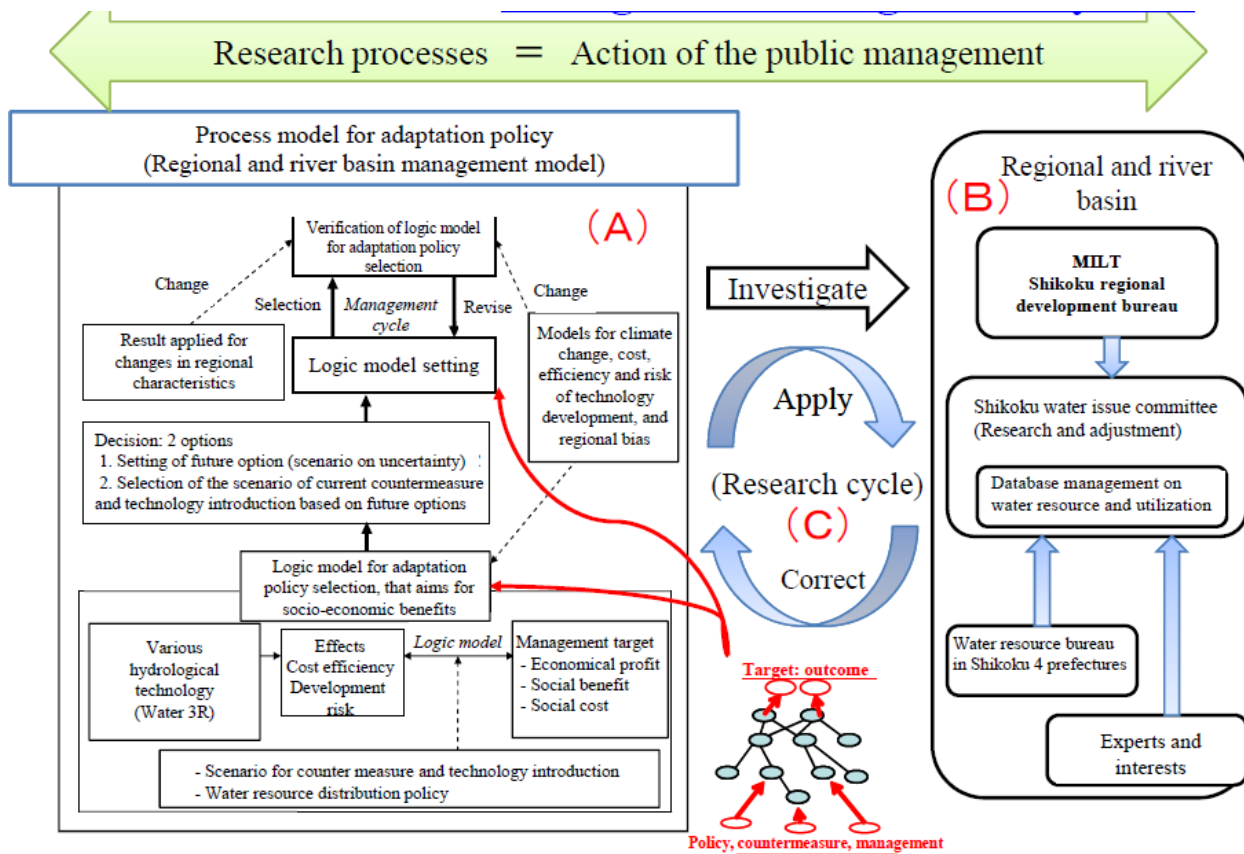 Research processes = Action of the public management
Process model for adaptation policy
(Regional and river basin management model)
(A)
Verification of logic model
for adaptation policy
selection
Change
Selection
Management
cycle
Revise
Change
Result applied for
changes in regional
characteristics
Logic model setting
Models for climate
change, cost,
efficiency and risk
of technology
development, and
regional bias
Decision: 2 options
1. Setting of future option (scenario on uncertainty)
2. Selection of the scenario of current countermeasure
and technology introduction based on future options
Logic model for adaptation
policy selection, that aims for
socio-economic benefits
Various
hydrological
technology
(Water 3R)
Effects
Cost efficiency
Development
risk
Logic model
Management target
- Economical profit
- Social benefit
- Social cost
- Scenario for counter measure and technology introduction
- Water resource distribution policy
Investigate
Apply
(Research cycle)
(C)
Correct
Target: outcome
Policy, countermeasure, management
(B)
Regional and river
basin
MILT
Shikoku regional
development bureau
Shikoku water issue committee
(Research and adjustment)
Database management on
water resource and utilization
Water resource bureau
in Shikoku 4 prefectures
Experts and
interests